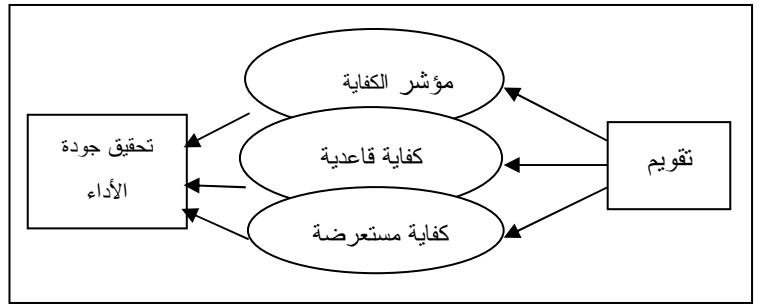 مؤشر الكفاية
تقويم
كفاية قاعدية
تحقيق جودة
الأداء
كفاية مستعرضة